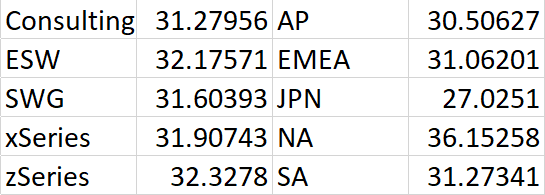 Consulting 31.27956 AP 30.50627
ESW 32.17571 EMEA 31.06201
SWG 31.60393 JPN 27.0251
xSeries 31.90743 NA 36.15258
zSeries 32.3278 SA 31.27341